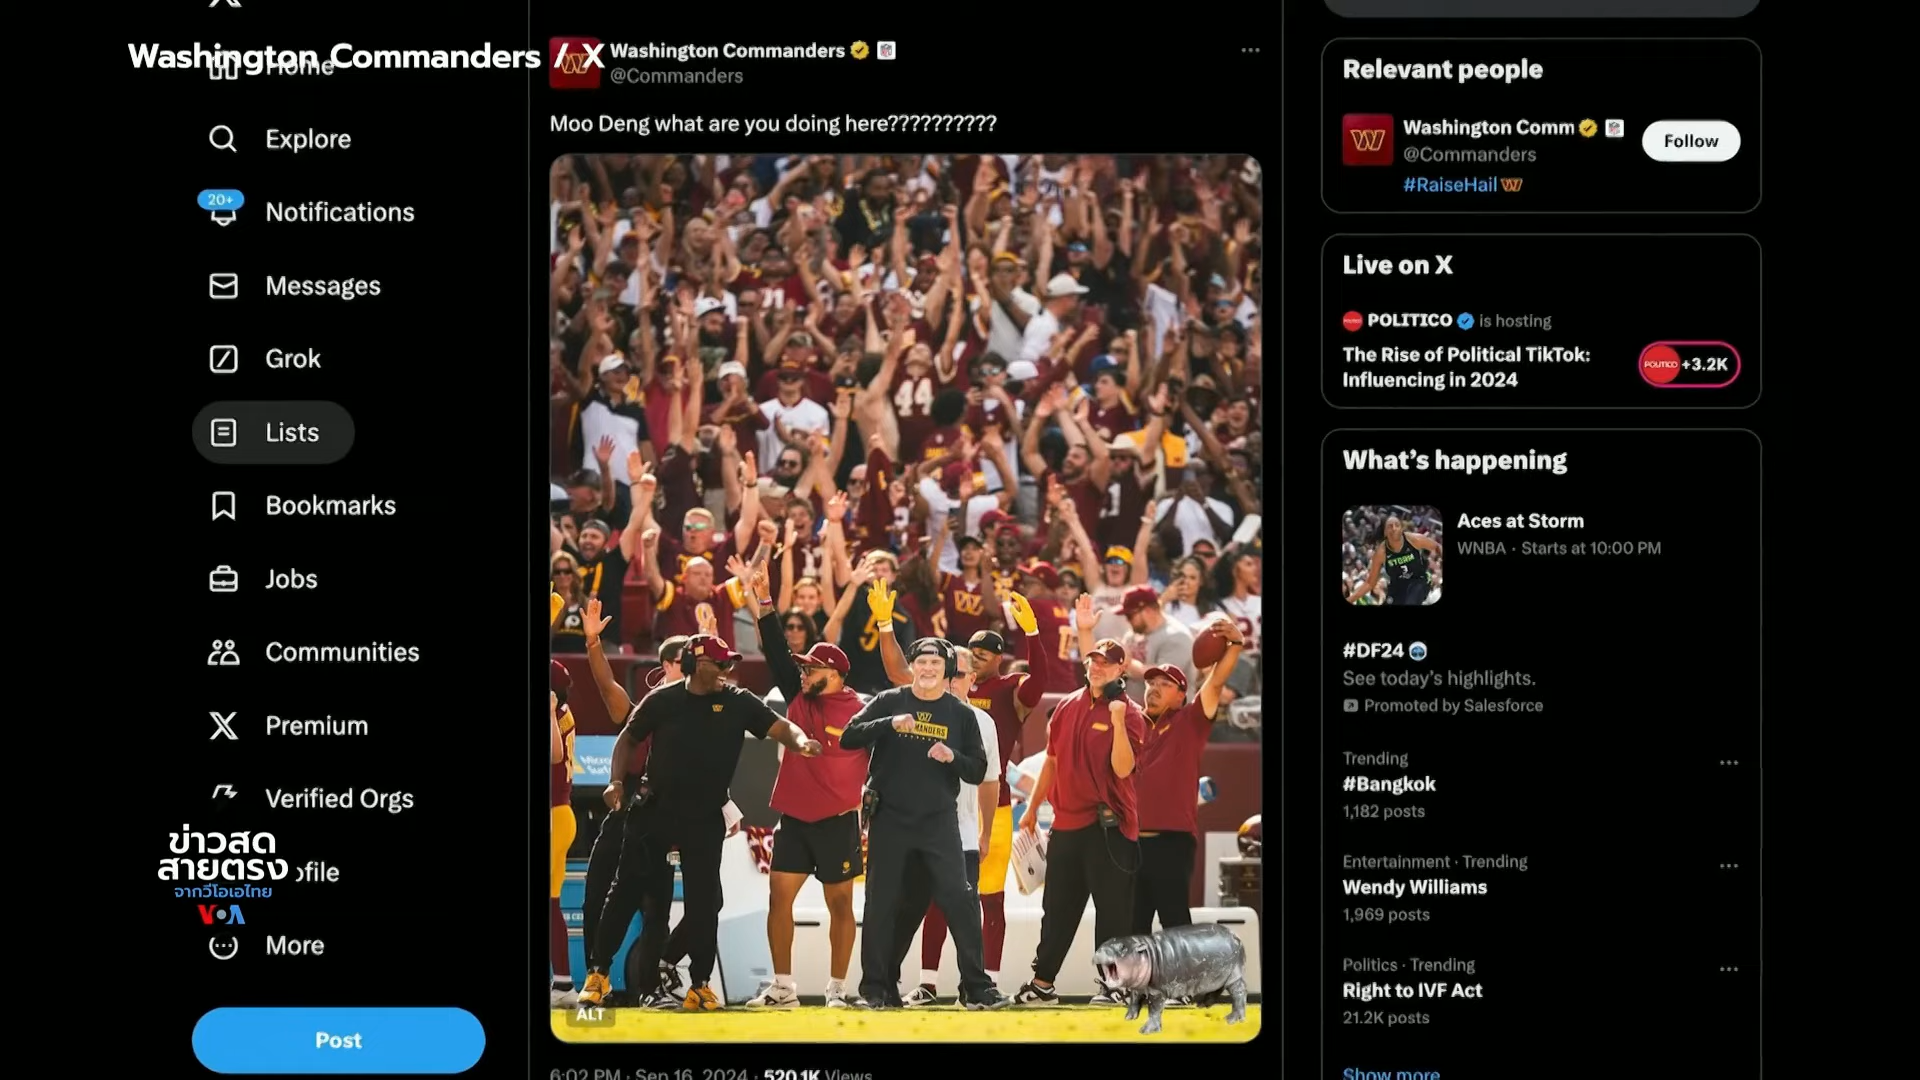 Washington Commanders / X
Home
Explore
20+
Notifications
Messages
Grok
Lists
Bookmarks
Jobs
Communities
Premium
Verified Orgs
ofile
More
Post
ข่าวสด
สายตรง
จากวีโอเอไทย
VOA
Washington Commanders
@Commanders
Moo Deng what are you doing here??????????
71
44
COMMANDERS
ALT
6:02 PM · Sep 16, 2024 · 520.1K Views
Relevant people
Washington Comm
@Commanders
#RaiseHail
Follow
Live on X
POLITICO is hosting
The Rise of Political TikTok:
Influencing in 2024
POLITICO +3.2K
What's happening
Aces at Storm
WNBA · Starts at 10:00 PM
STORM
3
#DF24
See today's highlights.
Promoted by Salesforce
Trending
#Bangkok
1,182 posts
Entertainment · Trending
Wendy Williams
1,969 posts
Politics · Trending
Right to IVF Act
21.2K posts
Show more